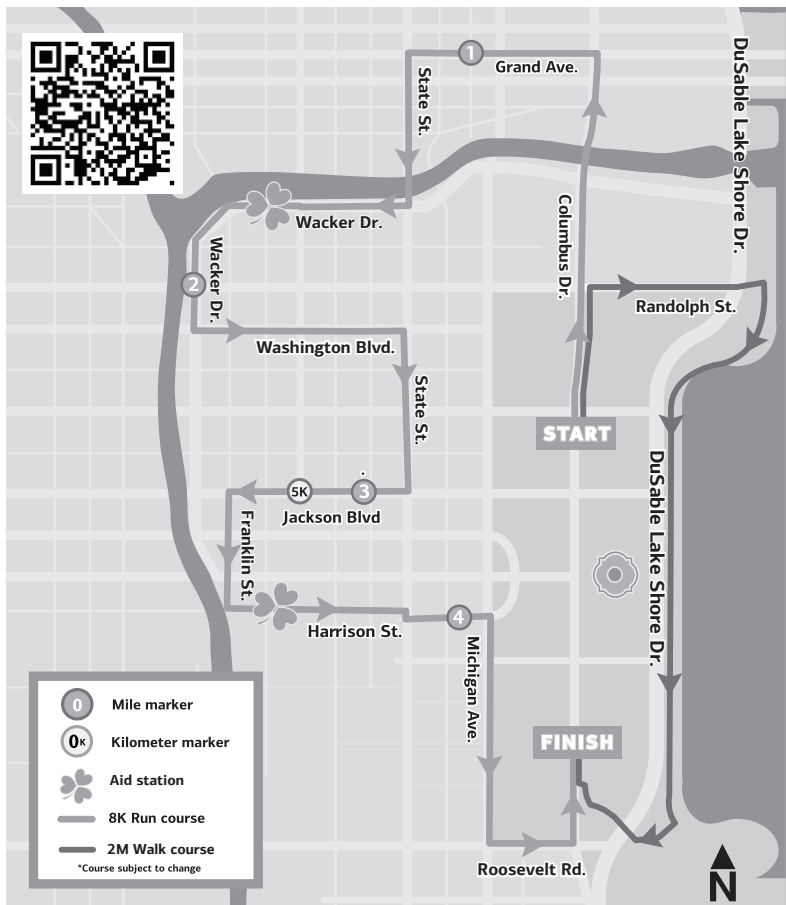 1
Grand Ave.
State St.
DuSable Lake Shore Dr.
Wacker Dr.
Columbus Dr.
Wacker Dr.
2
Randolph St.
Washington Blvd.
State St.
START
5K
3
Jackson Blvd
DuSable Lake Shore Dr.
Franklin St.
Harrison St.
4
Michigan Ave.
FINISH
Roosevelt Rd.
0 Mile marker
0K Kilometer marker
Aid station
8K Run course
2M Walk course
*Course subject to change
N